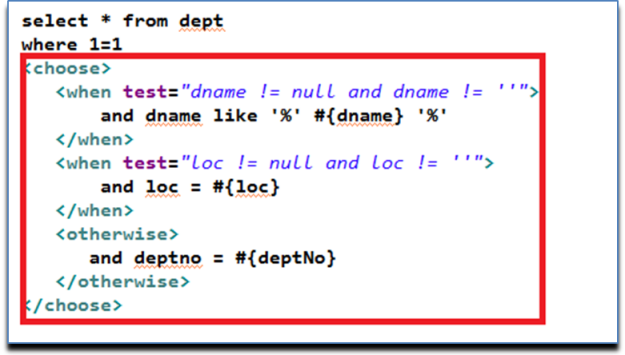 select * from dept
where 1=1
<choose>
<when test="dname != null and dname != ''">
and dname like '%' #{dname} '%'
</when>
<when test="loc != null and loc != ''">
and loc = #{loc}
</when>
<otherwise>
and deptno = #{deptNo}
</otherwise>
</choose>